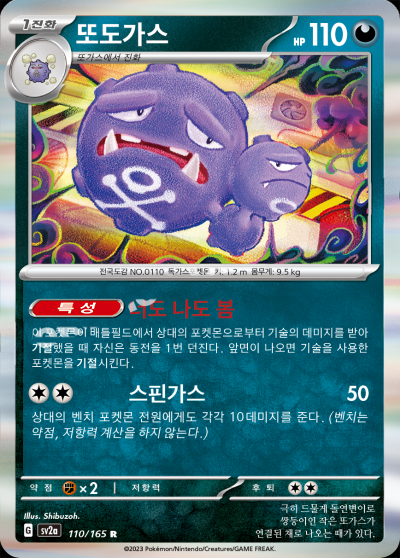 1진화
또도가스
HP 110
또가스에서 진화
전국도감 NO.0110 독가스포켓몬 키: 1.2 m 몸무게: 9.5 kg
특성 너도 나도 봄
이 포켓몬이 배틀필드에서 상대의 포켓몬으로부터 기술의 데미지를 받아
기절했을 때 자신은 동전을 1번 던진다. 앞면이 나오면 기술을 사용한
포켓몬을 기절시킨다.
스핀가스 50
상대의 벤치 포켓몬 전원에게도 각각 10데미지를 준다. (벤치는
약점, 저항력 계산을 하지 않는다.)
약점 ×2 저항력 후퇴
Illus. Shibuzoh.
G sv2a 110/165 R
극히 드물게 돌연변이로
쌍둥이인 작은 또가스가
연결된 채로 나오는 때가 있다.
©2023 Pokémon/Nintendo/Creatures/GAME FREAK.